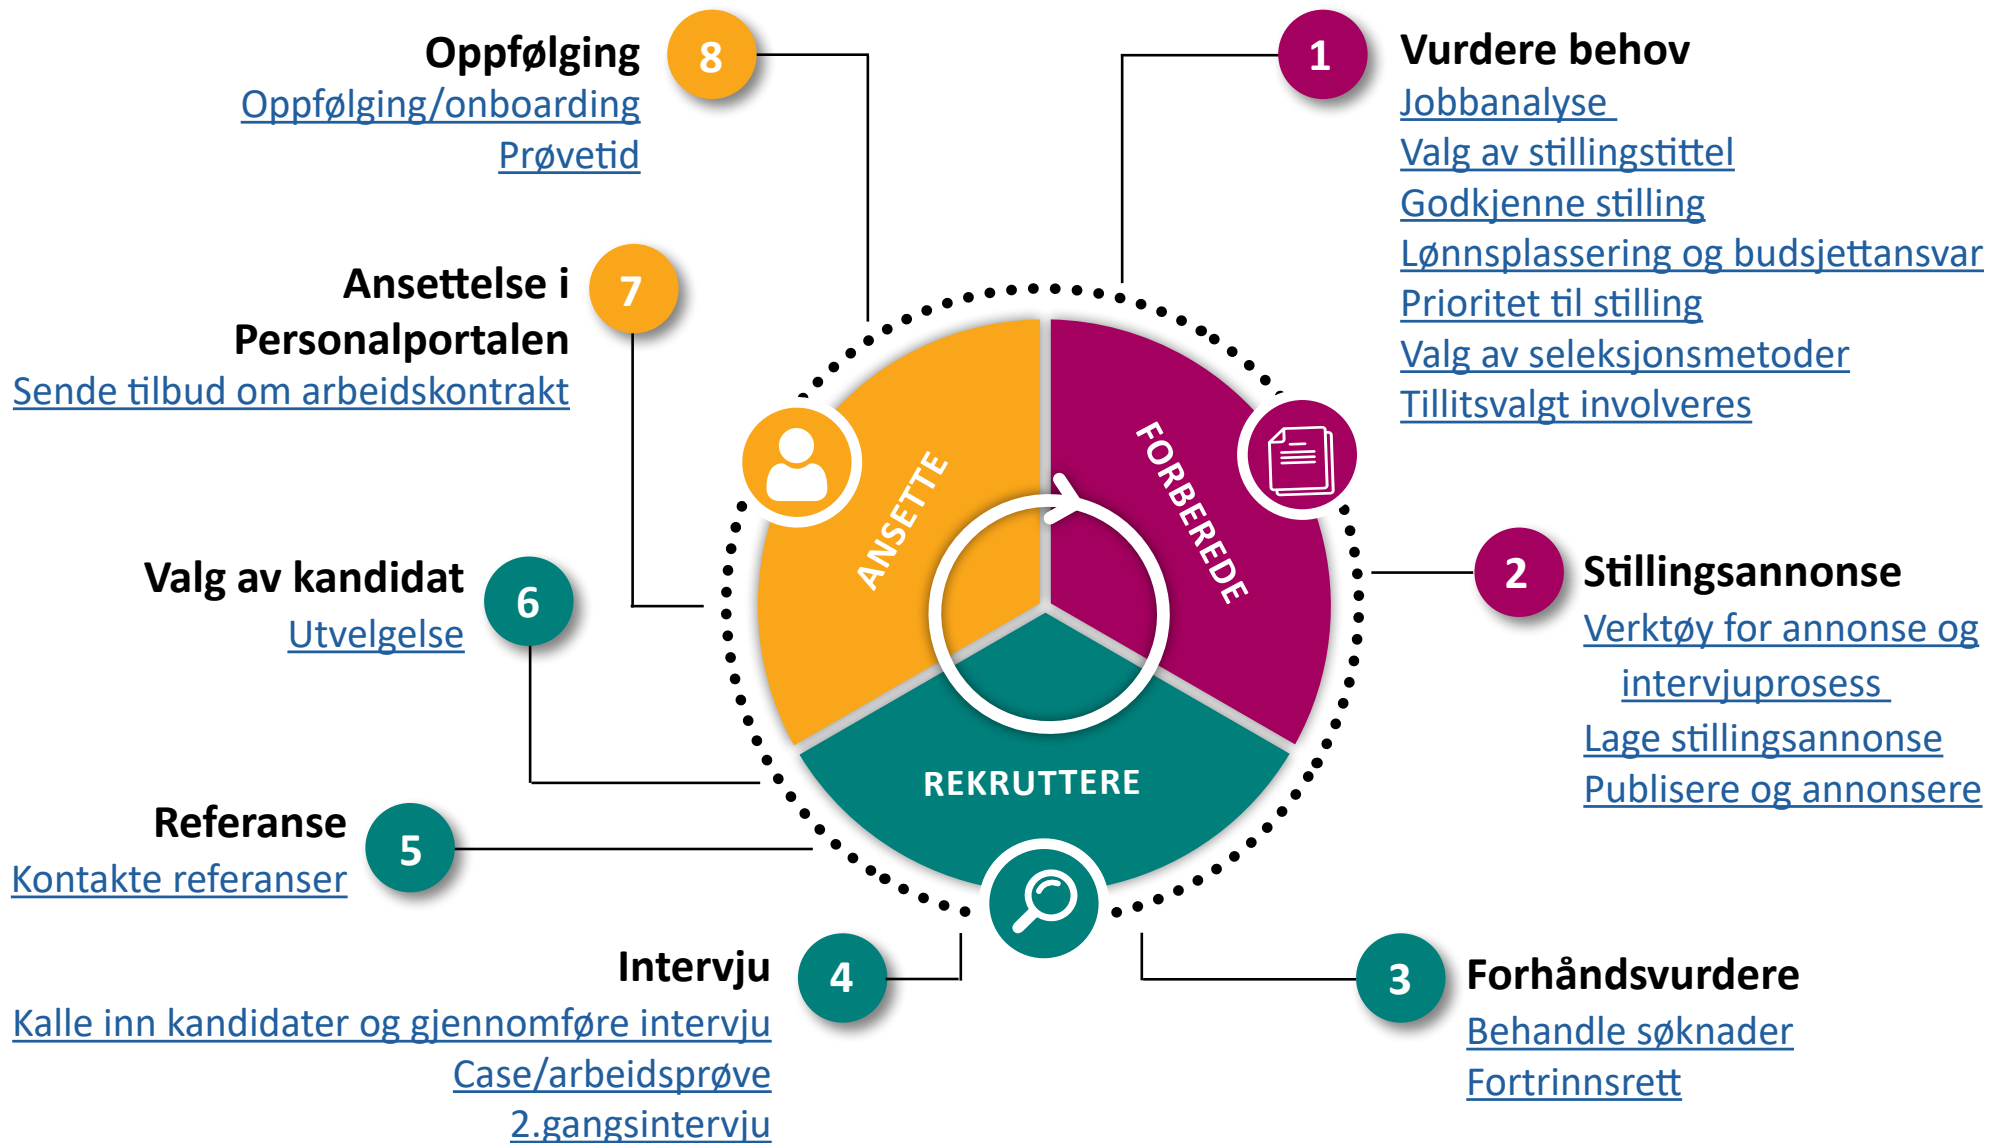 1
Vurdere behov
Jobbanalyse
Valg av stillingstittel
Godkjenne stilling
Lønnsplassering og budsjettansvar
Prioritet til stilling
Valg av seleksjonsmetoder
Tillitsvalgt involveres
2
Stillingsannonse
Verktøy for annonse og
intervjuprosess
Lage stillingsannonse
Publisere og annonsere
3
Forhåndsvurdere
Behandle søknader
Fortrinnsrett
4
Intervju
Kalle inn kandidater og gjennomføre intervju
Case/arbeidsprøve
2.gangsintervju
5
Referanse
Kontakte referanser
6
Valg av kandidat
Utvelgelse
7
Ansettelse i
Personalportalen
Sende tilbud om arbeidskontrakt
8
Oppfølging
Oppfølging/onboarding
Prøvetid
FORBEREDE
REKRUTTERE
ANSETTE